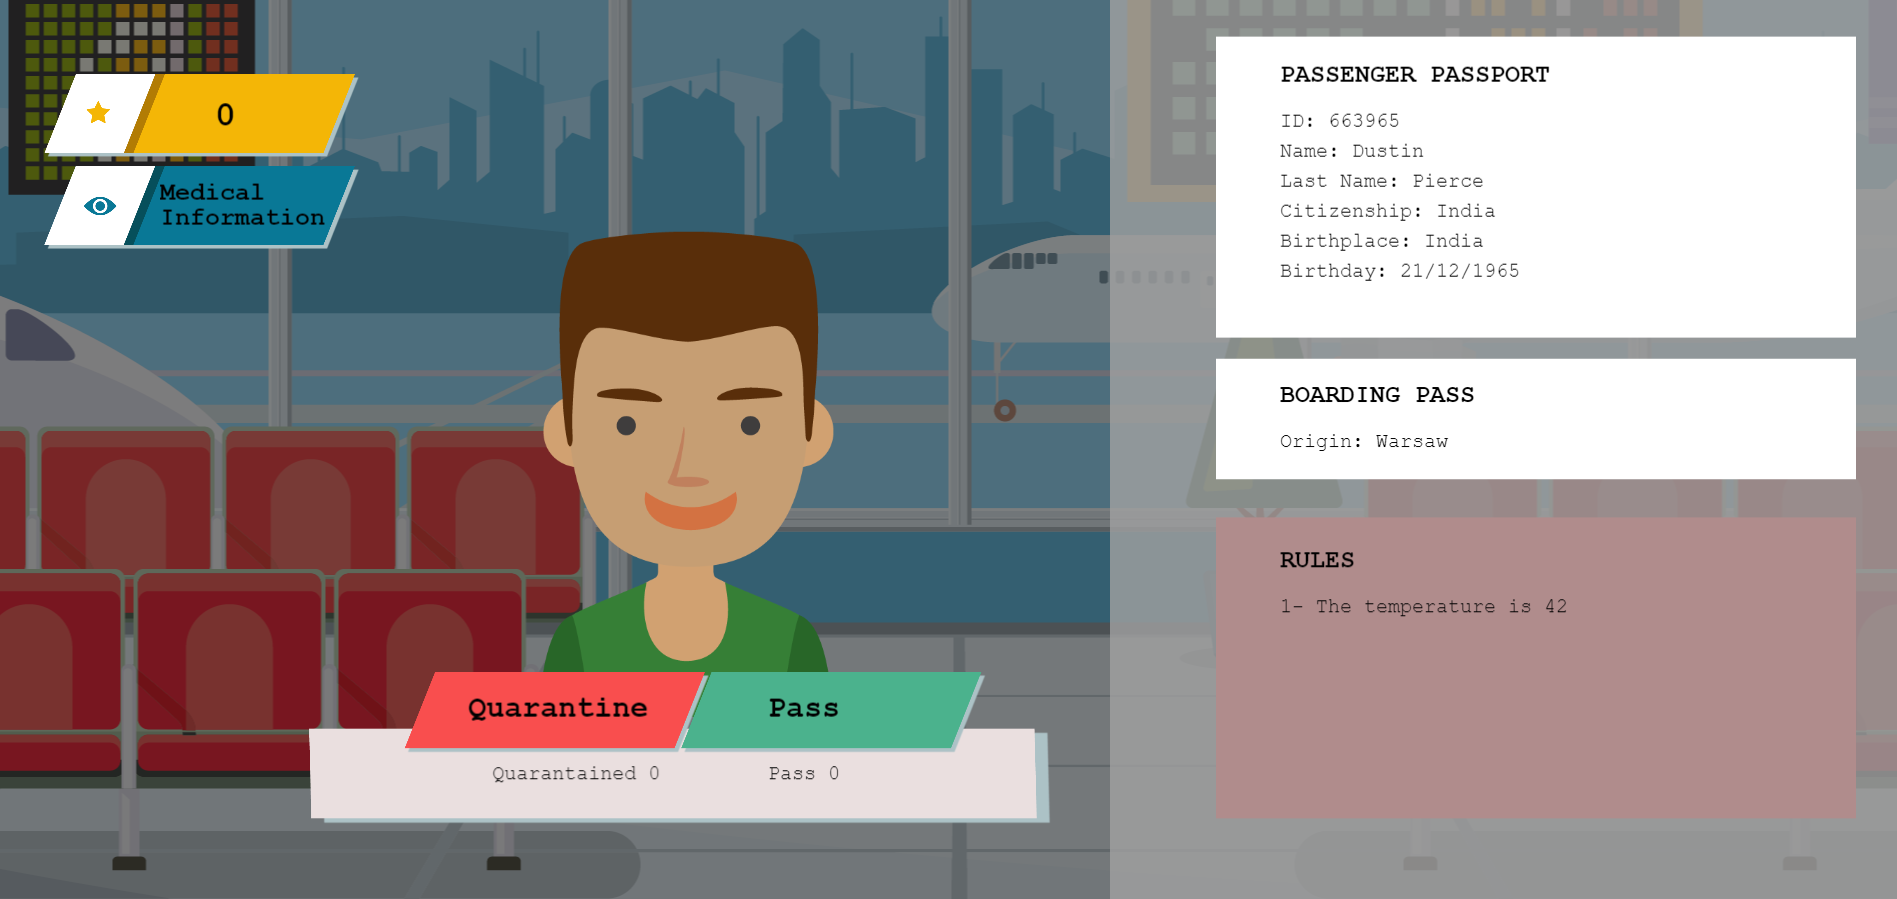 0
Medical
Information
Quarantine
Pass
Quarantained 0
Pass 0
PASSENGER PASSPORT
ID: 663965
Name: Dustin
Last Name: Pierce
Citizenship: India
Birthplace: India
Birthday: 21/12/1965
BOARDING PASS
Origin: Warsaw
RULES
1- The temperature is 42